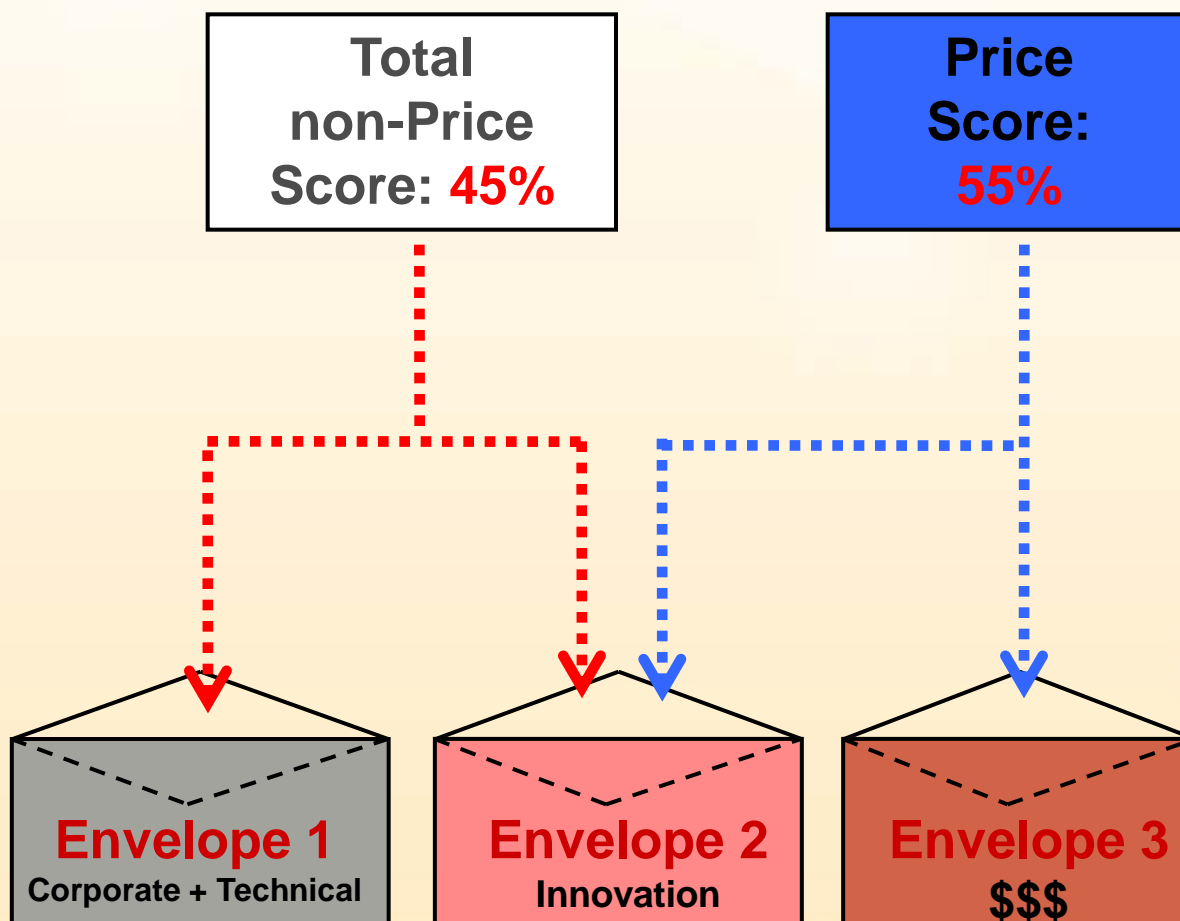 Total
non-Price
Score: 45%
Price
Score:
55%
Envelope 1
Corporate + Technical
Envelope 2
Innovation
Envelope 3
$$$